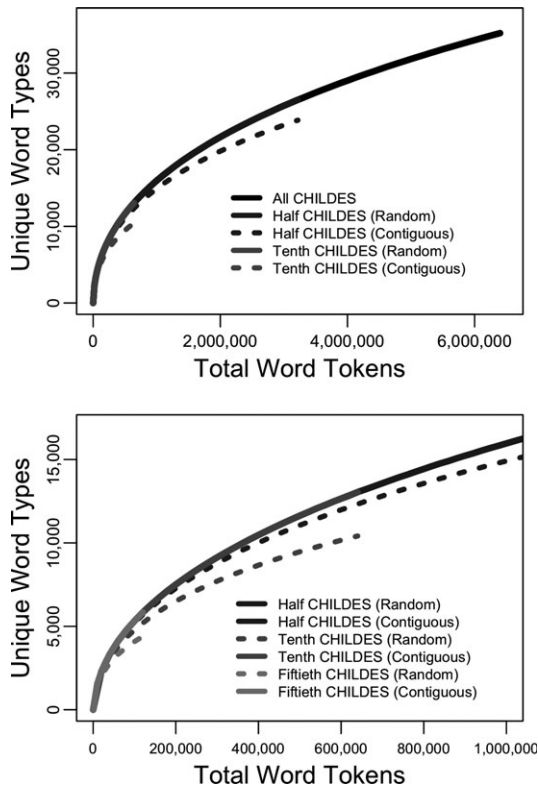 30,000
20,000
10,000
0
Unique Word Types
All CHILDES
Half CHILDES (Random)
Half CHILDES (Contiguous)
Tenth CHILDES (Random)
Tenth CHILDES (Contiguous)
0
2,000,000
4,000,000
6,000,000
Total Word Tokens
15,000
10,000
5,000
0
Unique Word Types
Half CHILDES (Random)
Half CHILDES (Contiguous)
Tenth CHILDES (Random)
Tenth CHILDES (Contiguous)
Fiftieth CHILDES (Random)
Fiftieth CHILDES (Contiguous)
0
200,000
400,000
600,000
800,000
1,000,000
Total Word Tokens